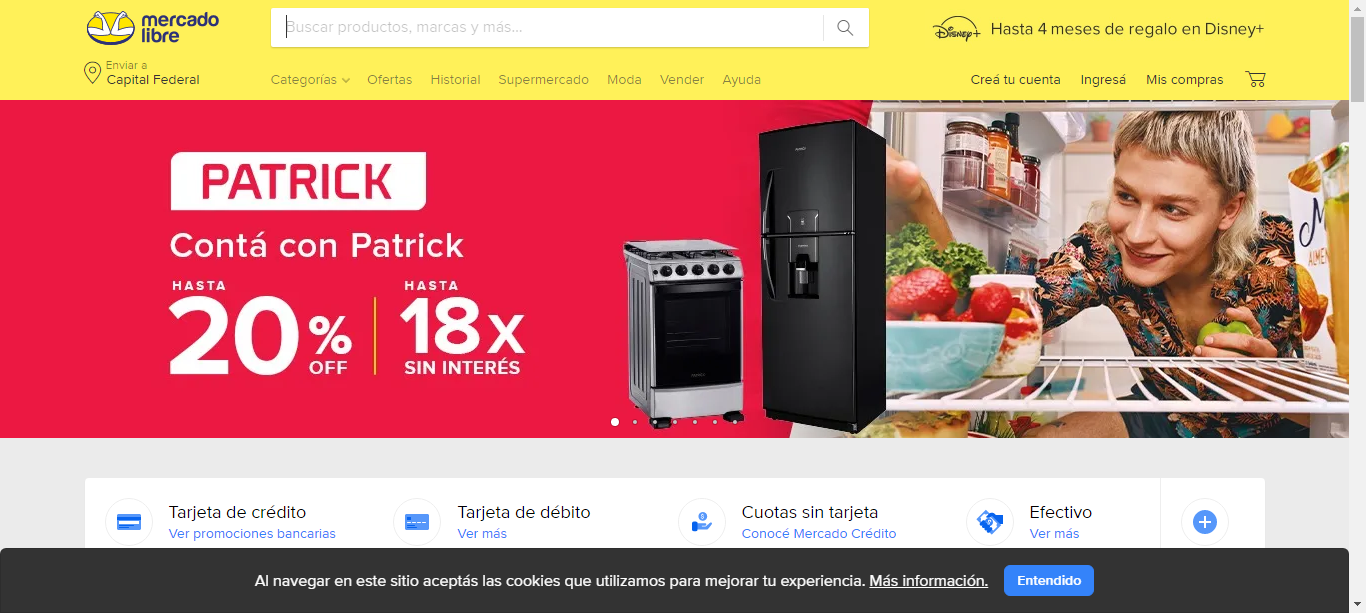 mercado
libre
Buscar productos, marcas y más...
Disney+
Hasta 4 meses de regalo en Disney+
Enviar a
Capital Federal
Categorías
Ofertas
Historial
Supermercado
Moda
Vender
Ayuda
Creá tu cuenta
Ingresá
Mis compras
PATRICK
Contá con Patrick
HASTA
20%
OFF
HASTA
18X
SIN INTERÉS
Tarjeta de crédito
Ver promociones bancarias
Tarjeta de débito
Ver más
Cuotas sin tarjeta
Conocé Mercado Crédito
Efectivo
Ver más
Al navegar en este sitio aceptás las cookies que utilizamos para mejorar tu experiencia. Más información.
Entendido